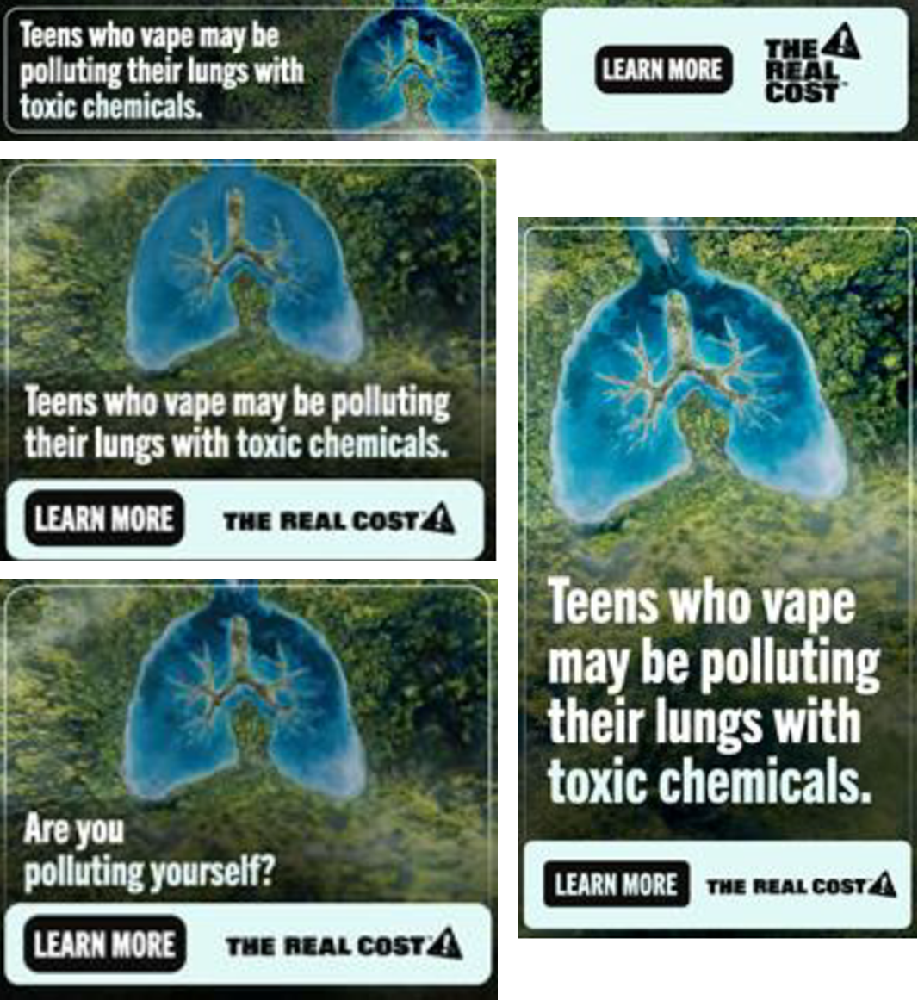 Teens who vape may be
polluting their lungs with
toxic chemicals.
LEARN MORE
THE
REAL
COST™
Teens who vape may be polluting
their lungs with toxic chemicals.
LEARN MORE
THE REAL COST
Teens who vape
may be polluting
their lungs with
toxic chemicals.
LEARN MORE
THE REAL COST
Are you
polluting yourself?
LEARN MORE
THE REAL COST